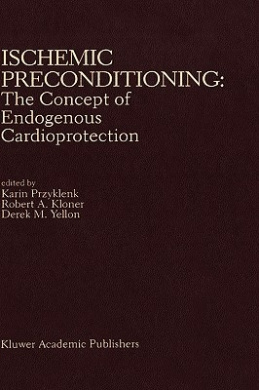 ISCHEMIC
PRECONDITIONING:
The Concept of
Endogenous
Cardioprotection
edited by
Karin Przyklenk
Robert A. Kloner
Derek M. Yellon
Kluwer Academic Publishers